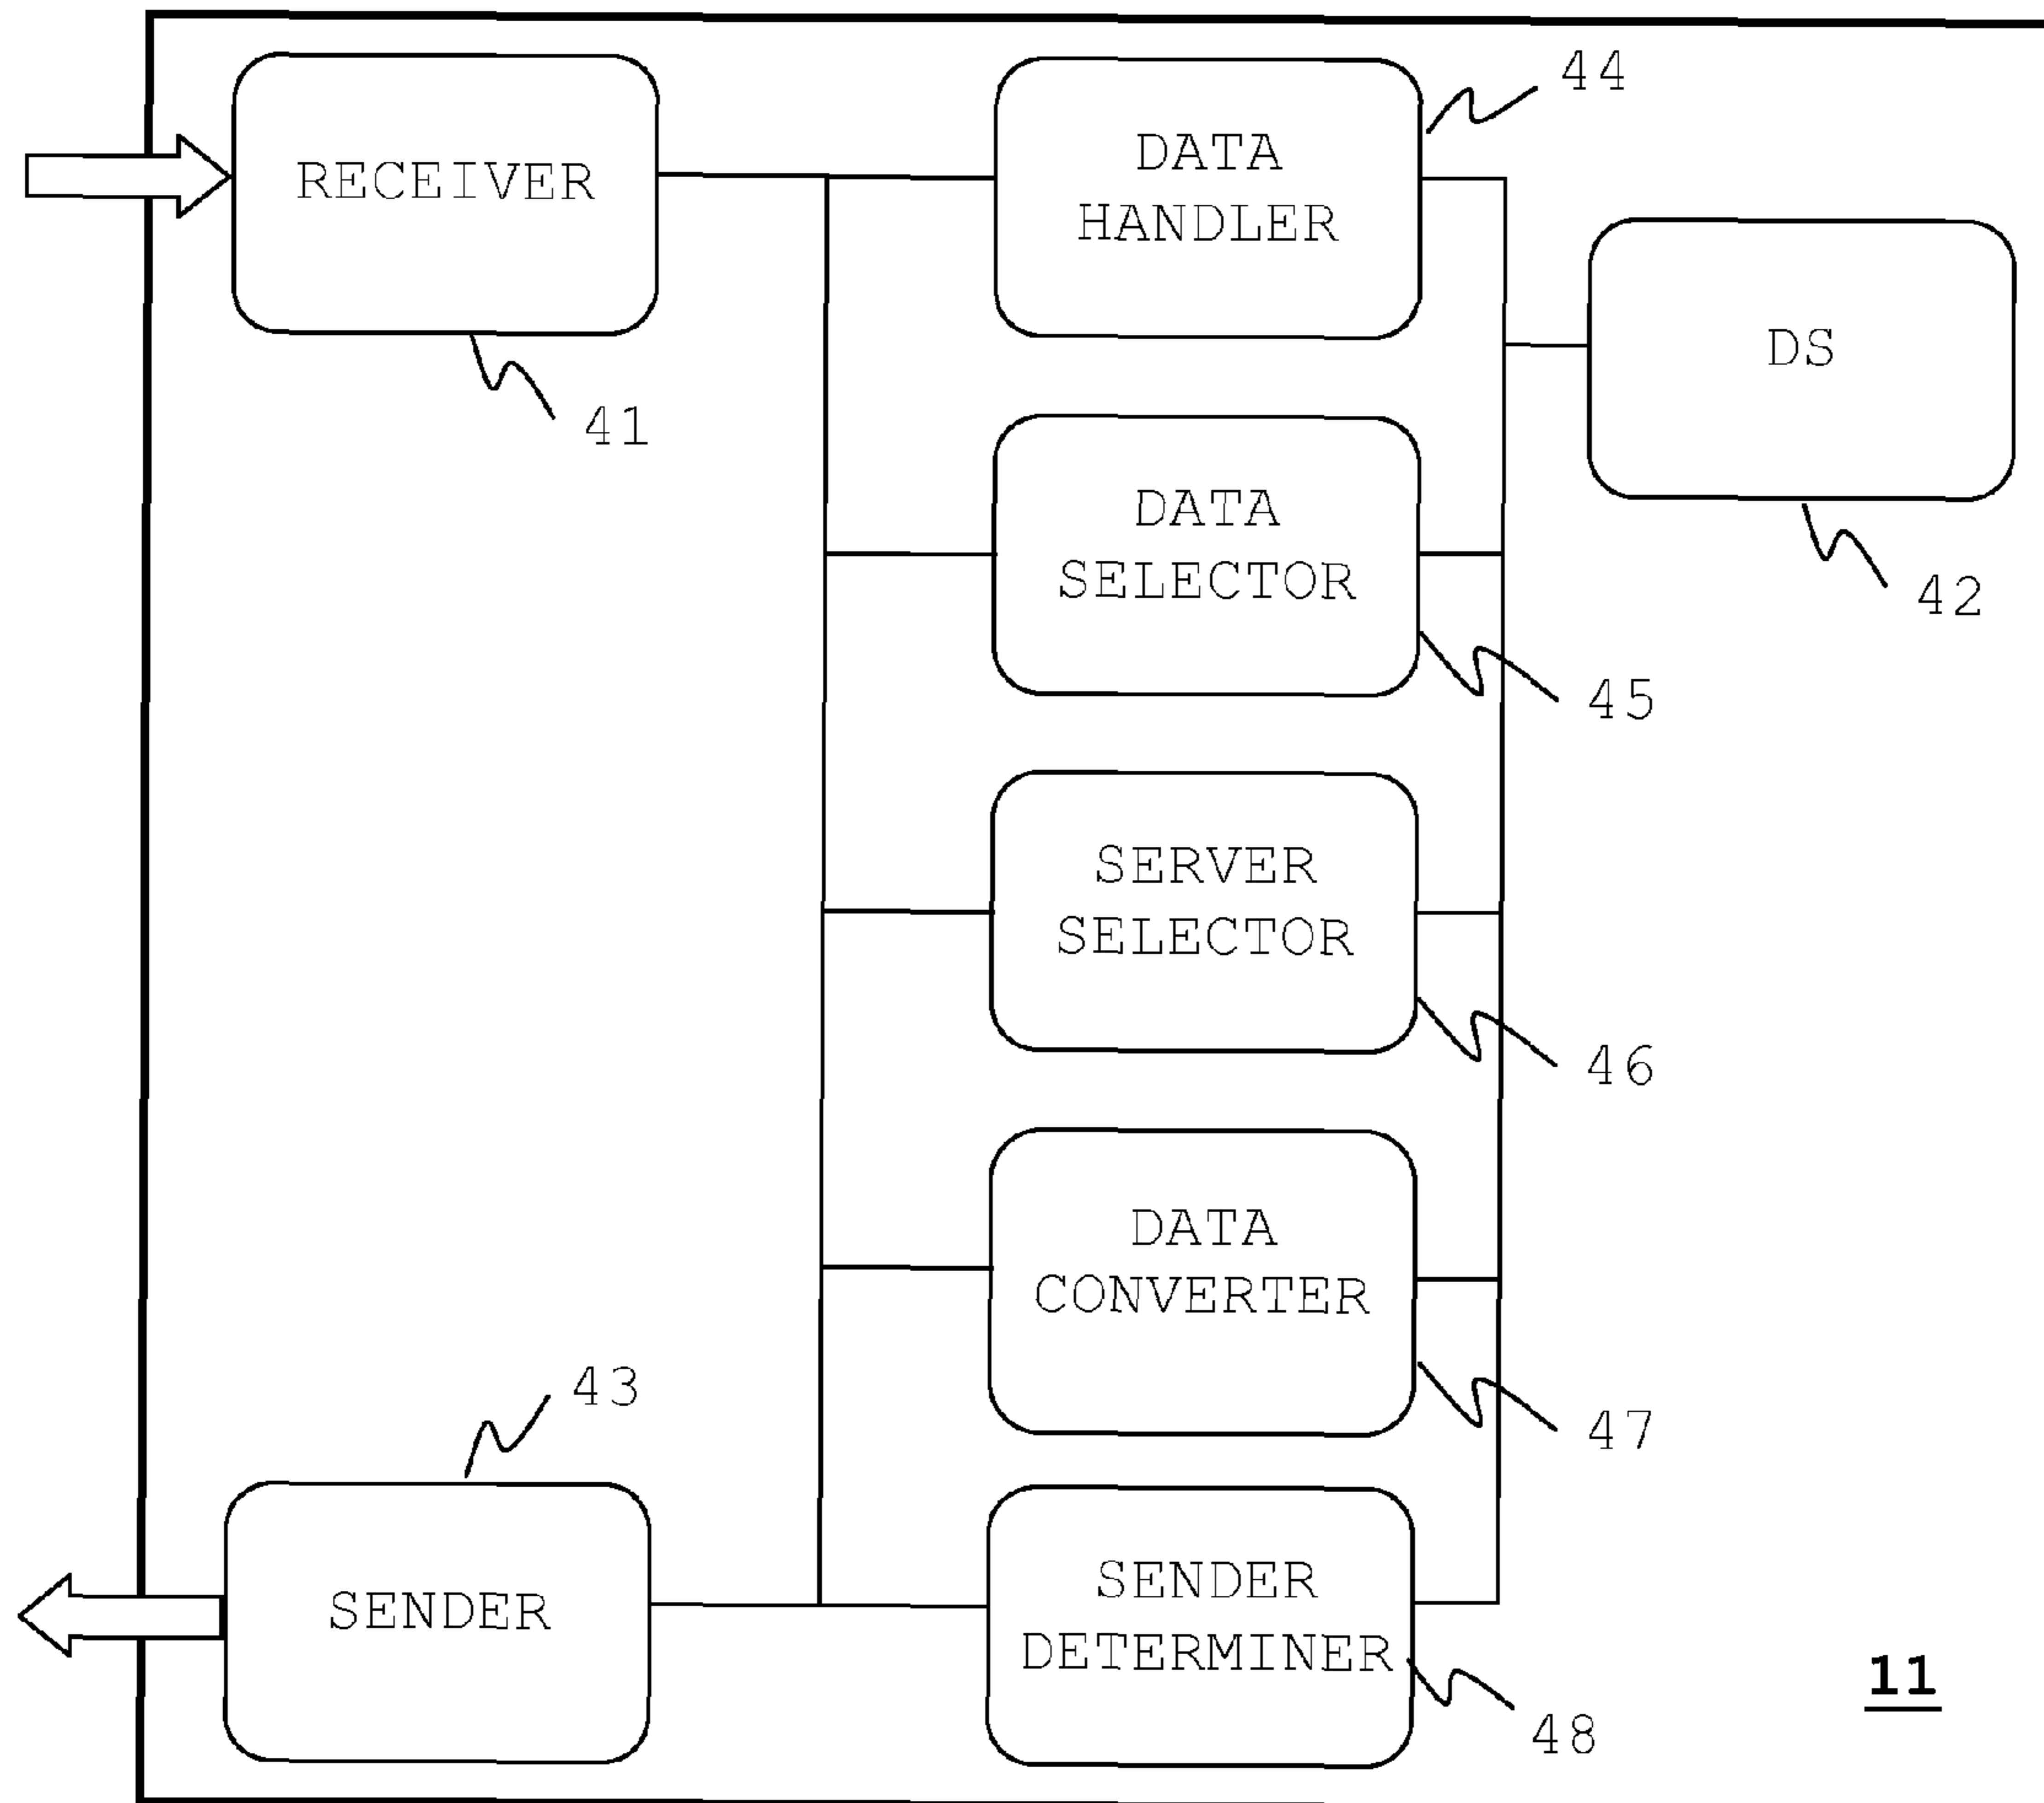 44
RECEIVER
DATA
HANDLER
DS
41
DATA
SELECTOR
42
45
SERVER
SELECTOR
46
DATA
CONVERTER
43
47
SENDER
SENDER
DETERMINER
11
48